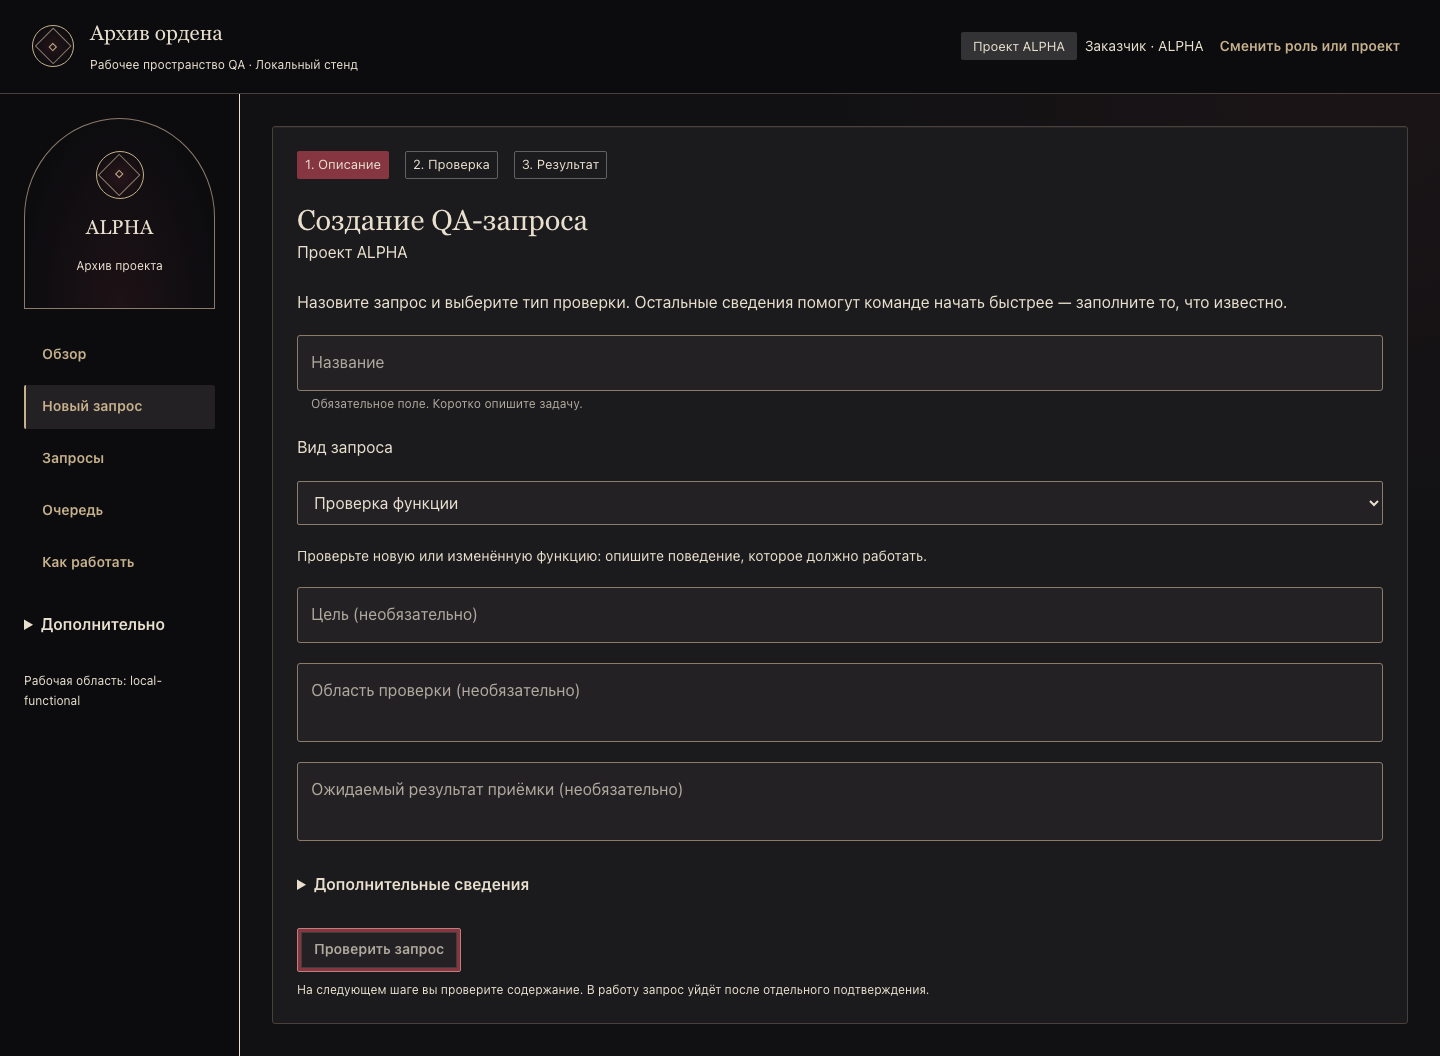 Архив ордена
Рабочее пространство QA · Локальный стенд
Проект ALPHA
Заказчик · ALPHA
Сменить роль или проект
ALPHA
Архив проекта
Обзор
Новый запрос
Запросы
Очередь
Как работать
Дополнительно
Рабочая область: local-
functional
1. Описание
2. Проверка
3. Результат
Создание QA-запроса
Проект ALPHA
Назовите запрос и выберите тип проверки. Остальные сведения помогут команде начать быстрее — заполните то, что известно.
Название
Обязательное поле. Коротко опишите задачу.
Вид запроса
Проверка функции
Проверьте новую или изменённую функцию: опишите поведение, которое должно работать.
Цель (необязательно)
Область проверки (необязательно)
Ожидаемый результат приёмки (необязательно)
Дополнительные сведения
Проверить запрос
На следующем шаге вы проверите содержание. В работу запрос уйдёт после отдельного подтверждения.